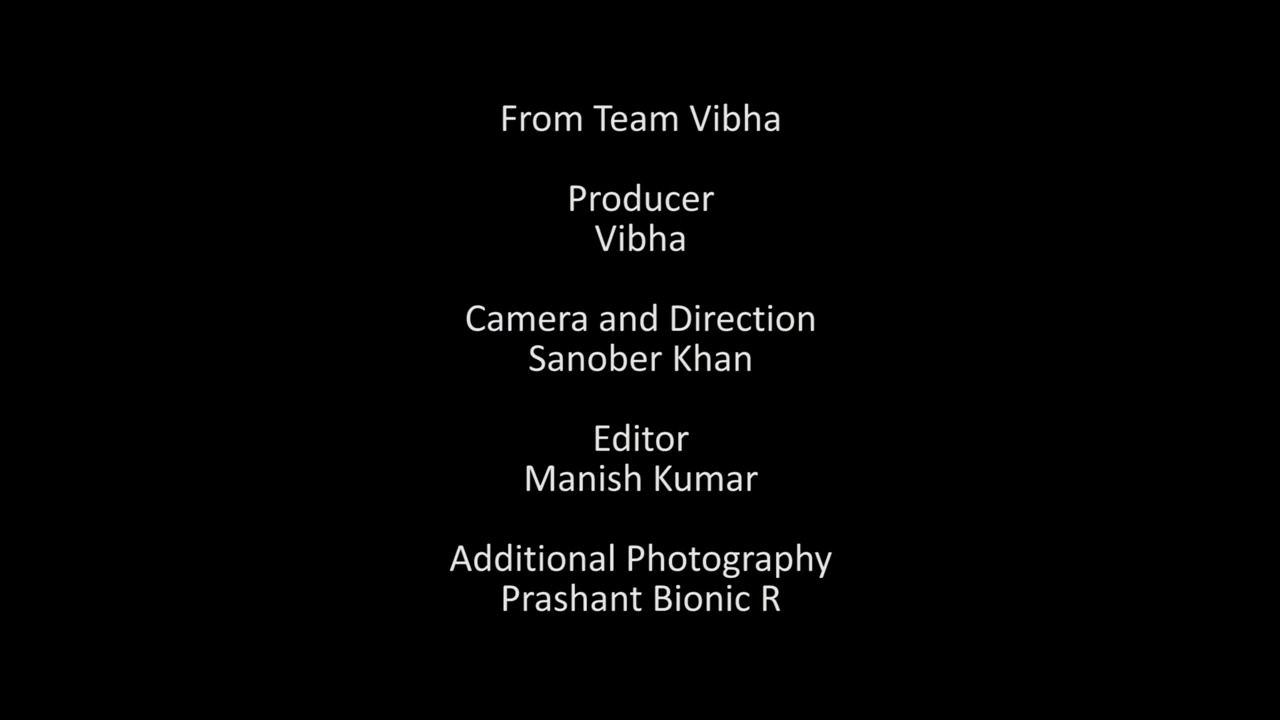 From Team Vibha
Producer
Vibha
Camera and Direction
Sanober Khan
Editor
Manish Kumar
Additional Photography
Prashant Bionic R